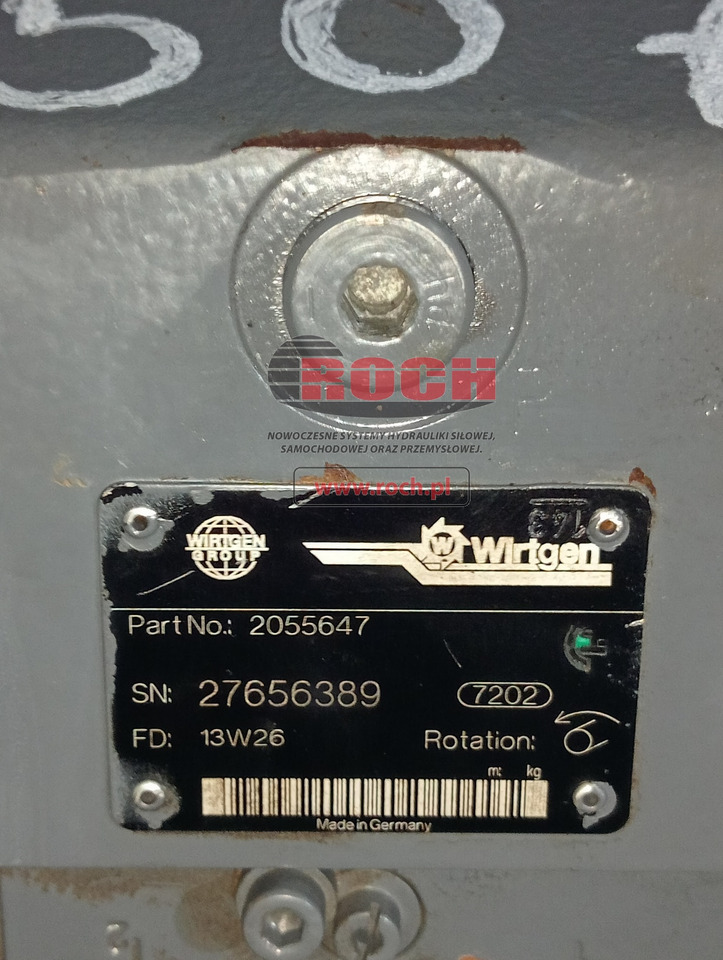 ROCH
NOWOCZESNE SYSTEMY HYDRAULIKI SIŁOWEJ,
SAMOCHODOWEJ ORAZ PRZEMYSŁOWEJ.
www.roch.pl
143
WIRTGEN
GROUP
W Wirtgen
Part No.: 2055647
SN: 27656389 7202
FD: 13W26 Rotation:
m: kg
Made in Germany